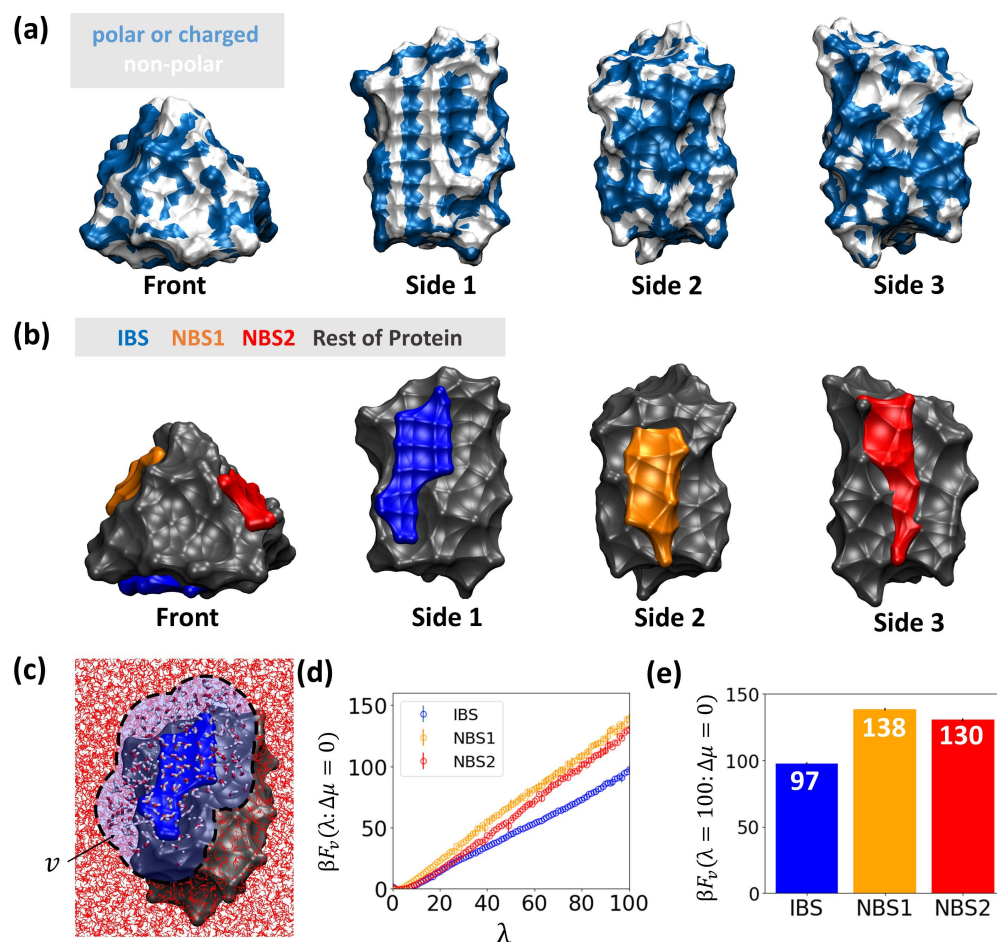 (a)
polar or charged
non-polar
Front
Side 1
Side 2
Side 3
(b)
IBS NBS1 NBS2 Rest of Protein
Front
Side 1
Side 2
Side 3
(c)
v
(d)
βFᵥ(λ: Δμ = 0)
150
100
50
0
IBS
NBS1
NBS2
0 20 40 60 80 100
λ
(e)
βFᵥ(λ = 100: Δμ = 0)
150
100
50
0
97
138
130
IBS NBS1 NBS2